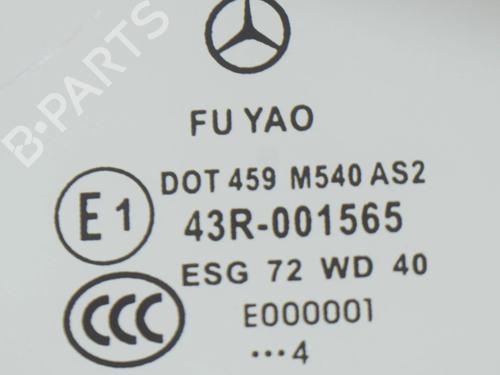 B-PARTS
FU YAO
DOT 459 M540 AS2
E1
43R-001565
ESG 72 WD 40
CCC
E000001
•••4